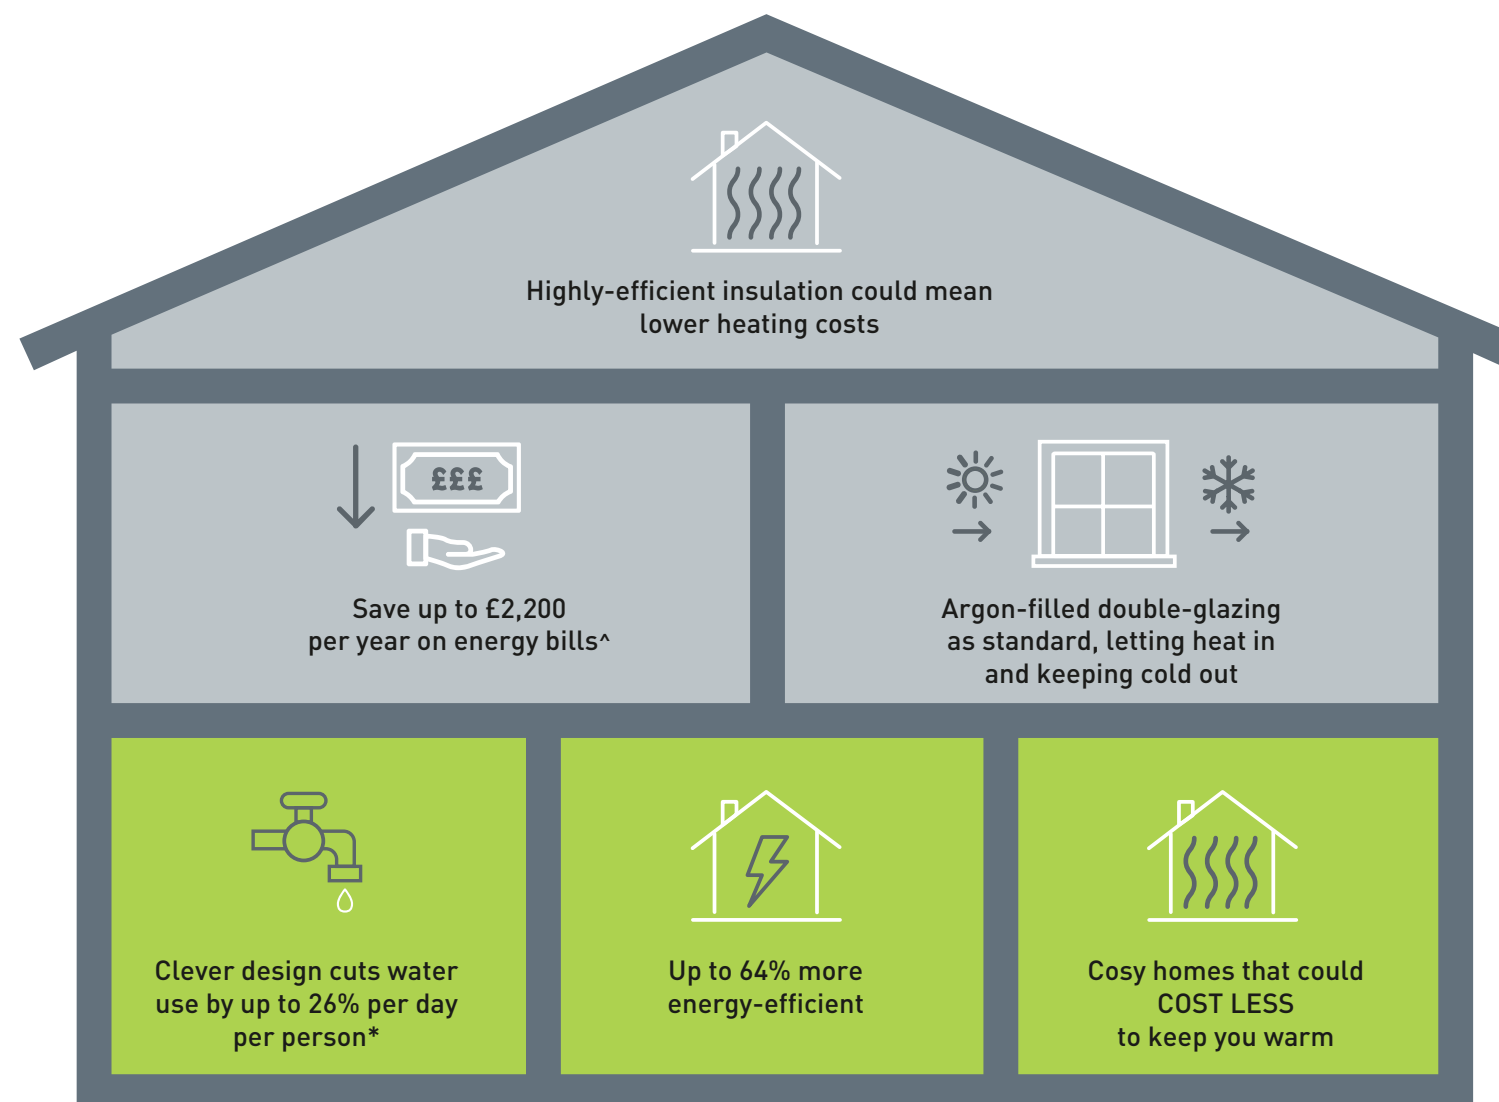 Highly-efficient insulation could mean
lower heating costs
£££
Save up to £2,200
per year on energy bills^
Argon-filled double-glazing
as standard, letting heat in
and keeping cold out
Clever design cuts water
use by up to 26% per day
per person*
Up to 64% more
energy-efficient
Cosy homes that could
COST LESS
to keep you warm